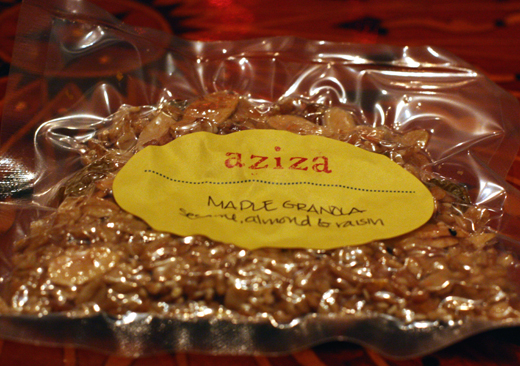 aziza
MAPLE GRANOLA
sesame, almond & raisin